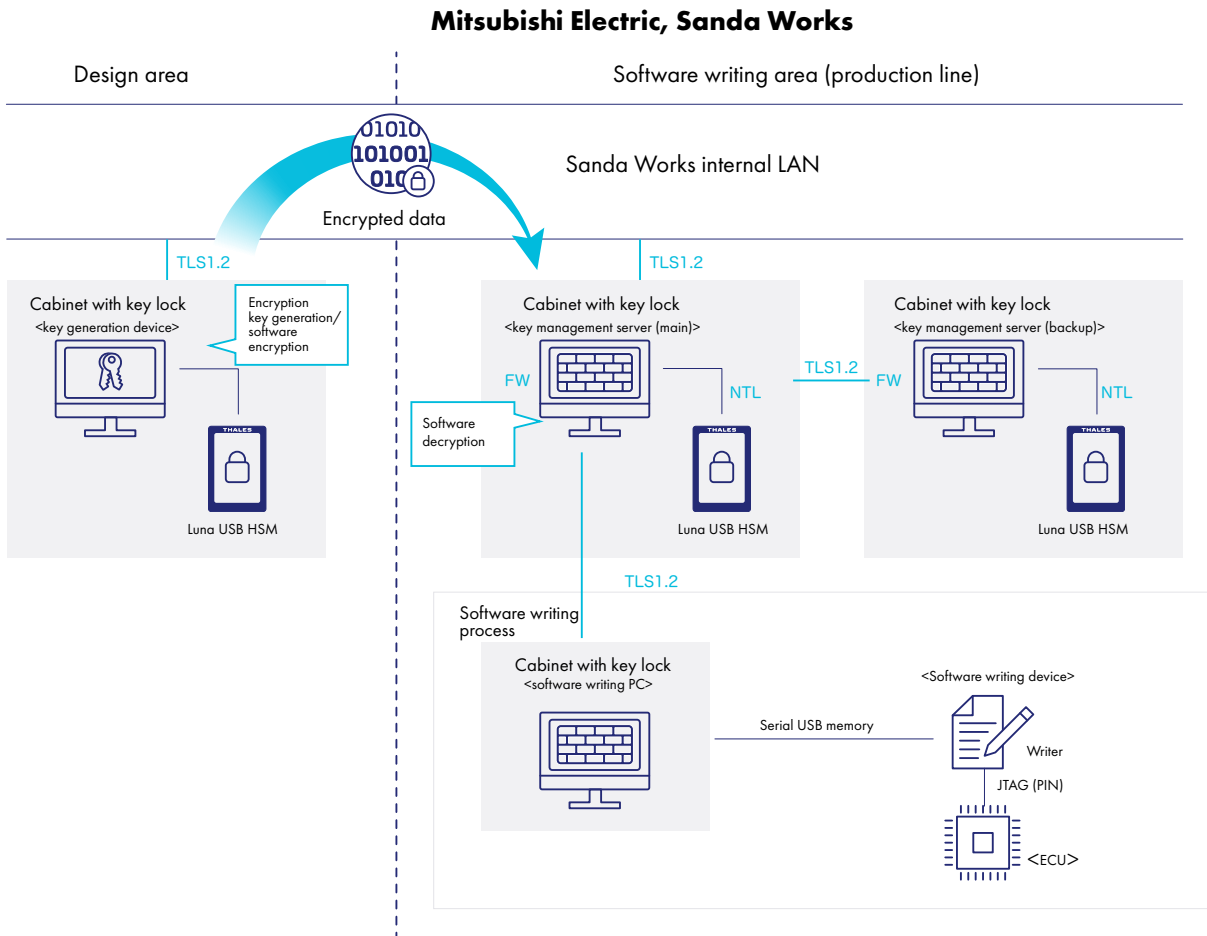 Mitsubishi Electric, Sanda Works
Design area
Software writing area (production line)
01010
101001
010
Sanda Works internal LAN
Encrypted data
TLS1.2
TLS1.2
Cabinet with key lock
<key generation device>
Encryption
key generation/
software
encryption
THALES
Luna USB HSM
Cabinet with key lock
<key management server (main)>
FW
NTL
Software
decryption
THALES
Luna USB HSM
TLS1.2
Cabinet with key lock
<key management server (backup)>
FW
NTL
THALES
Luna USB HSM
TLS1.2
Software writing
process
Cabinet with key lock
<software writing PC>
Serial USB memory
<Software writing device>
Writer
JTAG (PIN)
<ECU>